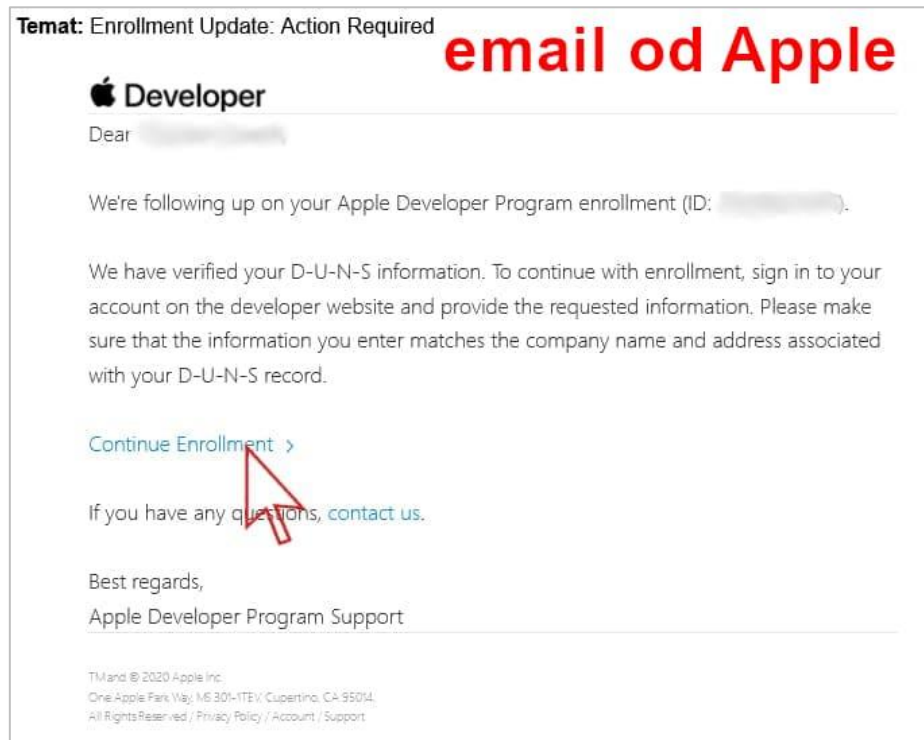 Temat: Enrollment Update: Action Required
email od Apple
Developer
Dear
We're following up on your Apple Developer Program enrollment (ID: ).
We have verified your D-U-N-S information. To continue with enrollment, sign in to your
account on the developer website and provide the requested information. Please make
sure that the information you enter matches the company name and address associated
with your D-U-N-S record.
Continue Enrollment >
If you have any questions, contact us.
Best regards,
Apple Developer Program Support
TM and © 2020 Apple Inc.
One Apple Park Way, MS 301-1TEV, Cupertino, CA 95014.
All Rights Reserved / Privacy Policy / Account / Support